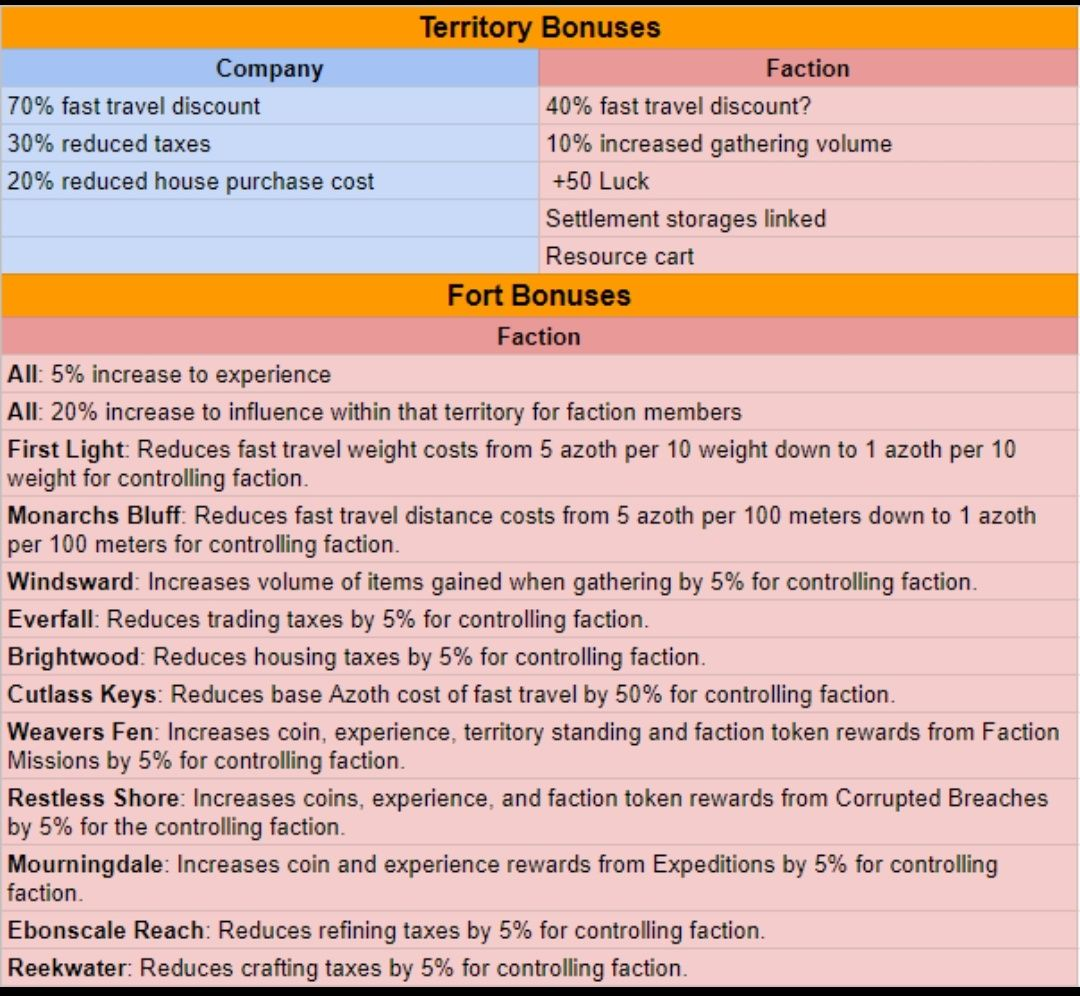 Territory Bonuses
Company
Faction
70% fast travel discount
40% fast travel discount?
30% reduced taxes
10% increased gathering volume
20% reduced house purchase cost
+50 Luck
Settlement storages linked
Resource cart
Fort Bonuses
Faction
All: 5% increase to experience
All: 20% increase to influence within that territory for faction members
First Light: Reduces fast travel weight costs from 5 azoth per 10 weight down to 1 azoth per 10
weight for controlling faction.
Monarchs Bluff: Reduces fast travel distance costs from 5 azoth per 100 meters down to 1 azoth
per 100 meters for controlling faction.
Windsward: Increases volume of items gained when gathering by 5% for controlling faction.
Everfall: Reduces trading taxes by 5% for controlling faction.
Brightwood: Reduces housing taxes by 5% for controlling faction.
Cutlass Keys: Reduces base Azoth cost of fast travel by 50% for controlling faction.
Weavers Fen: Increases coin, experience, territory standing and faction token rewards from Faction
Missions by 5% for controlling faction.
Restless Shore: Increases coins, experience, and faction token rewards from Corrupted Breaches
by 5% for the controlling faction.
Mourningdale: Increases coin and experience rewards from Expeditions by 5% for controlling
faction.
Ebonscale Reach: Reduces refining taxes by 5% for controlling faction.
Reekwater: Reduces crafting taxes by 5% for controlling faction.